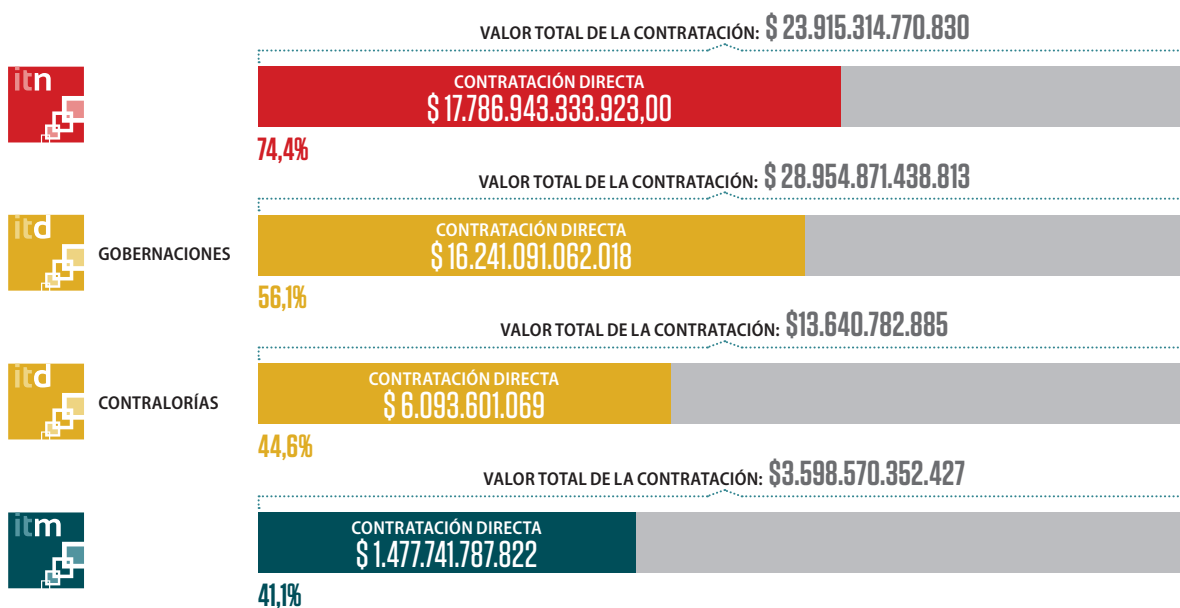 VALOR TOTAL DE LA CONTRATACIÓN: $ 23.915.314.770.830
itn
CONTRATACIÓN DIRECTA
$ 17.786.943.333.923,00
74,4%
VALOR TOTAL DE LA CONTRATACIÓN: $ 28.954.871.438.813
itd
GOBERNACIONES
CONTRATACIÓN DIRECTA
$ 16.241.091.062.018
56,1%
VALOR TOTAL DE LA CONTRATACIÓN: $13.640.782.885
itd
CONTRALORÍAS
CONTRATACIÓN DIRECTA
$ 6.093.601.069
44,6%
VALOR TOTAL DE LA CONTRATACIÓN: $3.598.570.352.427
itm
CONTRATACIÓN DIRECTA
$ 1.477.741.787.822
41,1%